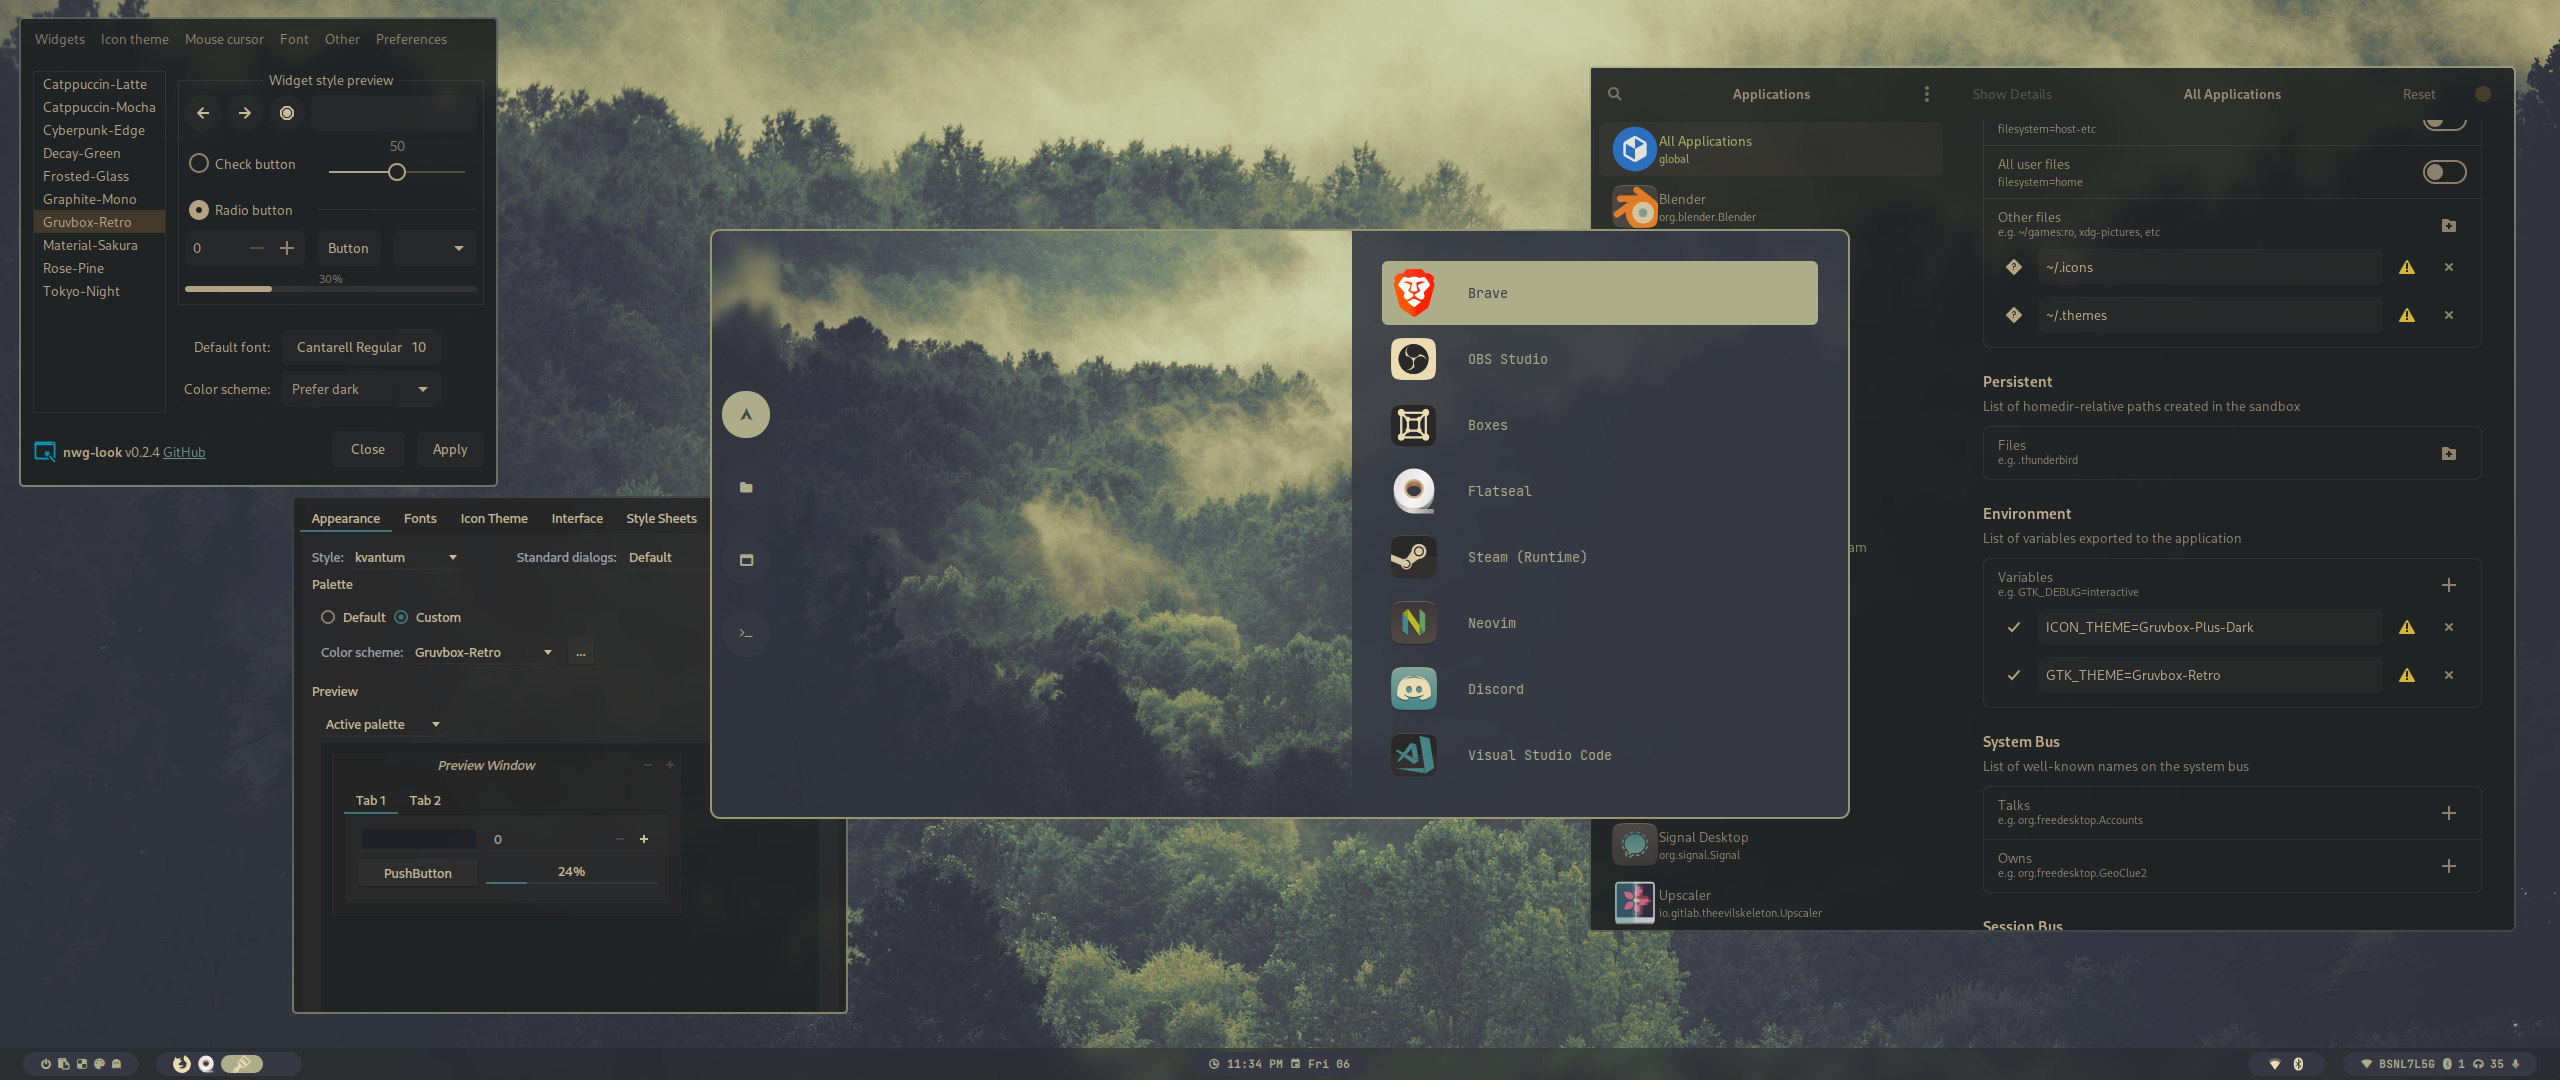 Widgets Icon theme Mouse cursor Font Other Preferences
Catppuccin-Latte
Catppuccin-Mocha
Cyberpunk-Edge
Decay-Green
Frosted-Glass
Graphite-Mono
Gruvbox-Retro
Material-Sakura
Rose-Pine
Tokyo-Night
Widget style preview
50
Check button
Radio button
0
Button
30%
Default font: Cantarell Regular 10
Color scheme: Prefer dark
nwg-look v0.2.4 GitHub
Close Apply
Appearance Fonts Icon Theme Interface Style Sheets
Style: kvantum Standard dialogs: Default
Palette
Default Custom
Color scheme: Gruvbox-Retro ...
Preview
Active palette
Preview Window
Tab 1 Tab 2
0
PushButton 24%
Brave
OBS Studio
Boxes
Flatseal
Steam (Runtime)
Neovim
Discord
Visual Studio Code
Applications
All Applications
global
Blender
org.blender.Blender
am
Signal Desktop
org.signal.Signal
Upscaler
io.gitlab.theevilskeleton.Upscaler
Show Details All Applications Reset
filesystem=host-etc
All user files
filesystem=home
Other files
e.g. ~/games:ro, xdg-pictures, etc
~/.icons
~/.themes
Persistent
List of homedir-relative paths created in the sandbox
Files
e.g. .thunderbird
Environment
List of variables exported to the application
Variables
e.g. GTK_DEBUG=interactive
ICON_THEME=Gruvbox-Plus-Dark
GTK_THEME=Gruvbox-Retro
System Bus
List of well-known names on the system bus
Talks
e.g. org.freedesktop.Accounts
Owns
e.g. org.freedesktop.GeoClue2
Session Bus
11:34 PM Fri 06
BSNL7L5G 1 35